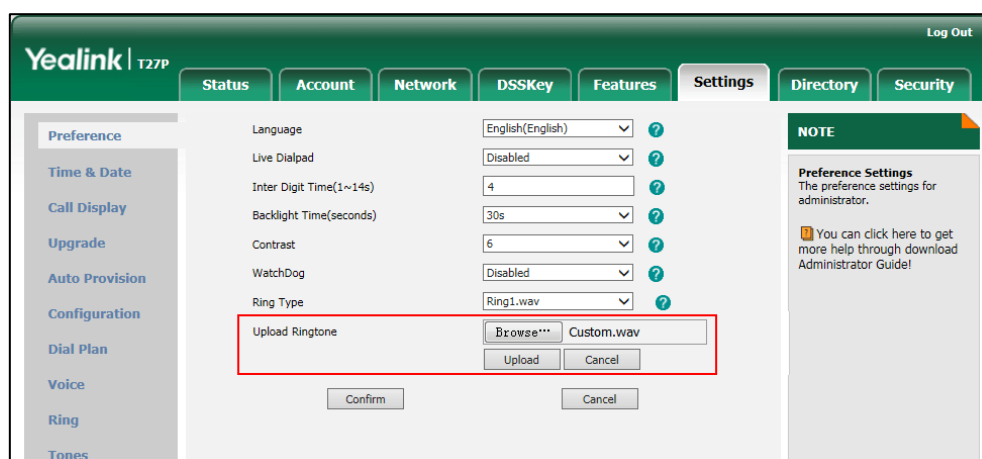 Log Out
Yealink | T27P
Status Account Network DSSKey Features Settings Directory Security
Preference
Time & Date
Call Display
Upgrade
Auto Provision
Configuration
Dial Plan
Voice
Ring
Tones
Language English(English) ?
Live Dialpad Disabled ?
Inter Digit Time(1~14s) 4 ?
Backlight Time(seconds) 30s ?
Contrast 6 ?
WatchDog Disabled ?
Ring Type Ring1.wav ?
Upload Ringtone Browse··· Custom.wav
Upload Cancel
Confirm Cancel
NOTE
Preference Settings
The preference settings for
administrator.
? You can click here to get
more help through download
Administrator Guide!